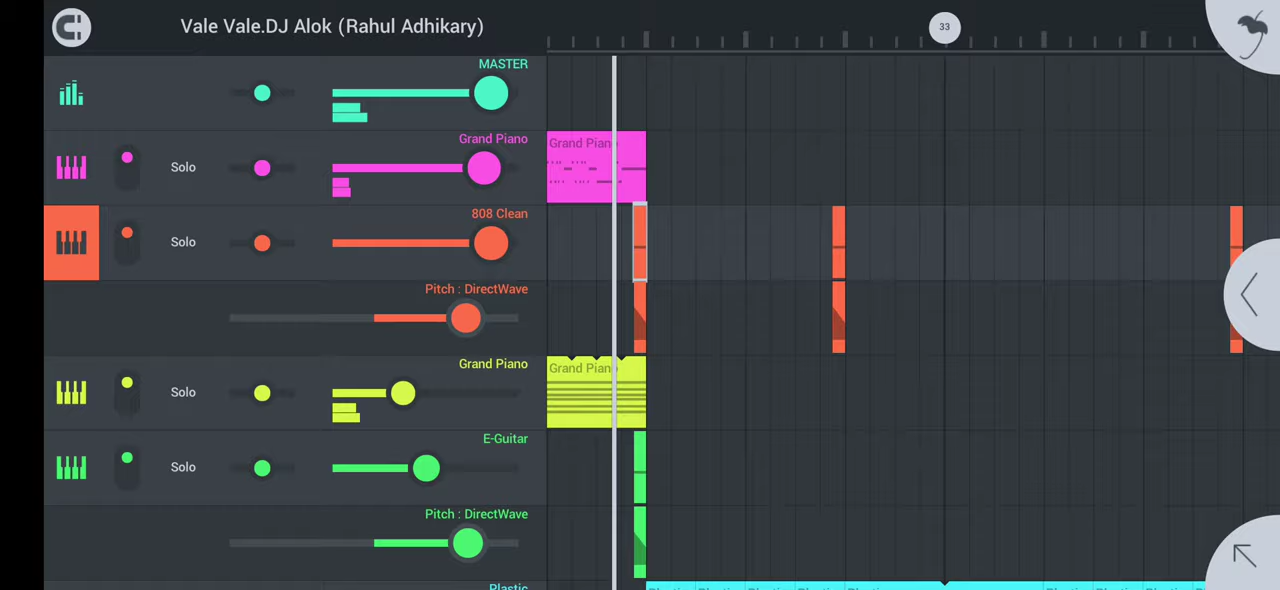 Vale Vale.DJ Alok (Rahul Adhikary)
33
MASTER
Grand Piano
Solo
Grand Piano
808 Clean
Solo
Pitch : DirectWave
Grand Piano
Solo
Grand Piano
E-Guitar
Solo
Pitch : DirectWave
Plastic